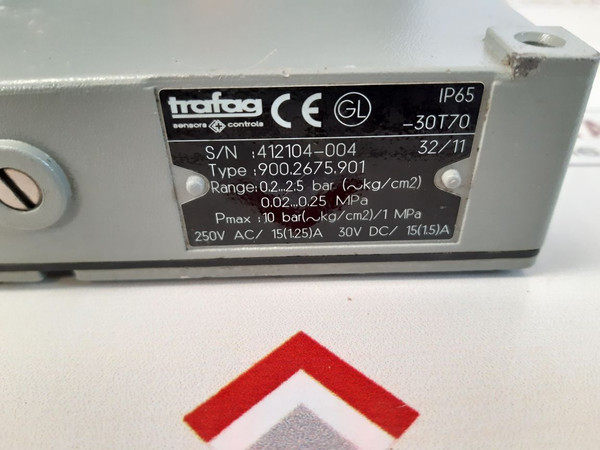 trafag CE GL IP65
sensors controls -30T70
S/N :412104-004 32/11
Type :900.2675.901
Range:0.2...2.5 bar (~kg/cm2)
0.02...0.25 MPa
Pmax :10 bar(~kg/cm2)/1 MPa
250V AC/ 15(1.25)A 30V DC/ 15(1.5)A